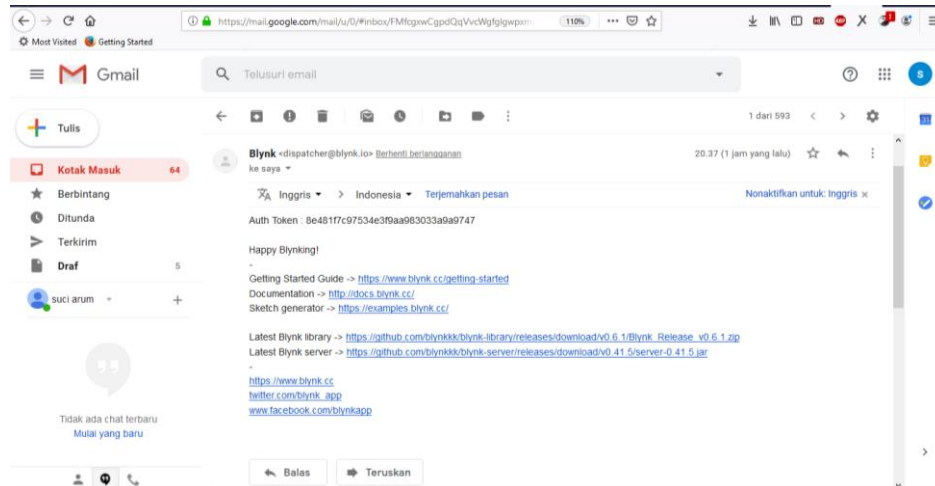 https://mail.google.com/mail/u/0/#inbox/FMfcgxwCgpdQqVvcWgfglgwpxm
110%
Most Visited
Getting Started
Gmail
Telusuri email
s
Tulis
1 dari 593
Kotak Masuk 64
Berbintang
Ditunda
Terkirim
Draf 5
suci arum
Tidak ada chat terbaru
Mulai yang baru
Blynk <dispatcher@blynk.io> Berhenti berlangganan
20.37 (1 jam yang lalu)
ke saya
Inggris > Indonesia Terjemahkan pesan
Nonaktifkan untuk: Inggris x
Auth Token : 8e481f7c97534e3f9aa983033a9a9747
Happy Blynking!
-
Getting Started Guide -> https://www.blynk.cc/getting-started
Documentation -> http://docs.blynk.cc/
Sketch generator -> https://examples.blynk.cc/
Latest Blynk library -> https://github.com/blynkkk/blynk-library/releases/download/v0.6.1/Blynk_Release_v0.6.1.zip
Latest Blynk server -> https://github.com/blynkkk/blynk-server/releases/download/v0.41.5/server-0.41.5.jar
-
https://www.blynk.cc
twitter.com/blynk_app
www.facebook.com/blynkapp
Balas
Teruskan